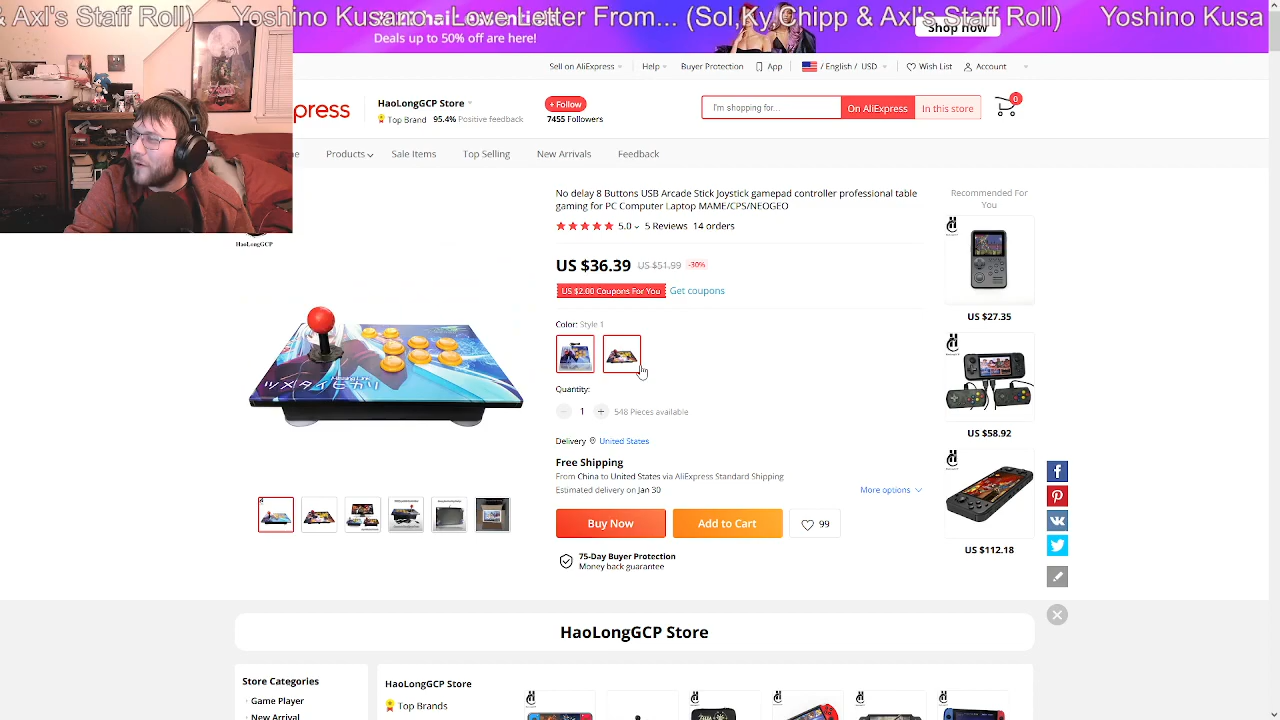 & Axl's Staff Roll) Yoshino Kusano - Love Letter From... (Sol,Ky,Chipp & Axl's Staff Roll) Yoshino Kusa
Deals up to 50% off are here!
Shop now
Sell on AliExpress
Help
Buyer Protection
App
/ English / USD
Wish List
Account
press
HaoLongGCP Store
Top Brand 95.4% Positive feedback
+ Follow
7455 Followers
I'm shopping for...
On AliExpress
In this store
0
Products
Sale Items
Top Selling
New Arrivals
Feedback
HaoLongGCP
ツメタイヒカリ
No delay 8 Buttons USB Arcade Stick Joystick gamepad controller professional table
gaming for PC Computer Laptop MAME/CPS/NEOGEO
5.0 5 Reviews 14 orders
US $36.39 US $51.99 -30%
US $2.00 Coupons For You Get coupons
Color: Style 1
Quantity:
1 548 Pieces available
Delivery United States
Free Shipping
From China to United States via AliExpress Standard Shipping
Estimated delivery on Jan 30
More options
Buy Now
Add to Cart
99
75-Day Buyer Protection
Money back guarantee
Recommended For
You
US $27.35
US $58.92
US $112.18
HaoLongGCP Store
Store Categories
Game Player
New Arrival
HaoLongGCP Store
Top Brands